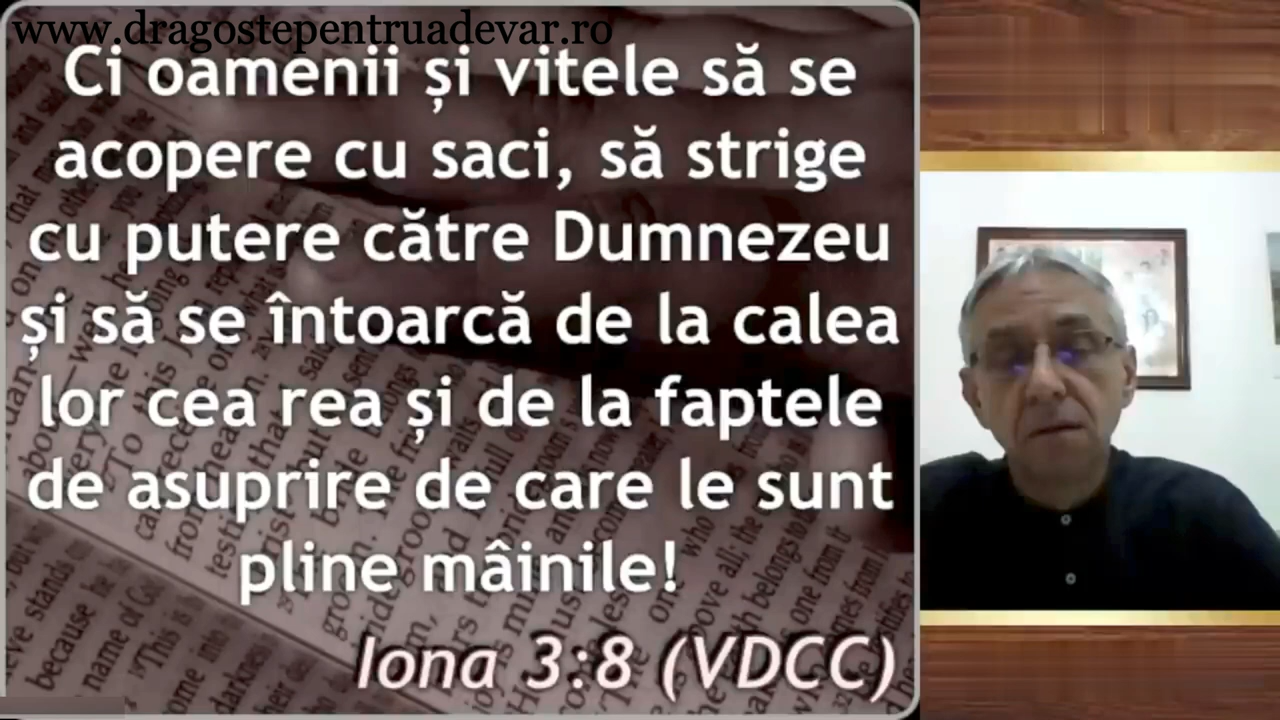 www.dragostepentruadevar.ro
Ci oamenii și vitele să se
acopere cu saci, să strige
cu putere către Dumnezeu
și să se întoarcă de la calea
lor cea rea și de la faptele
de asuprire de care le sunt
pline mâinile!
Iona 3:8 (VDCC)